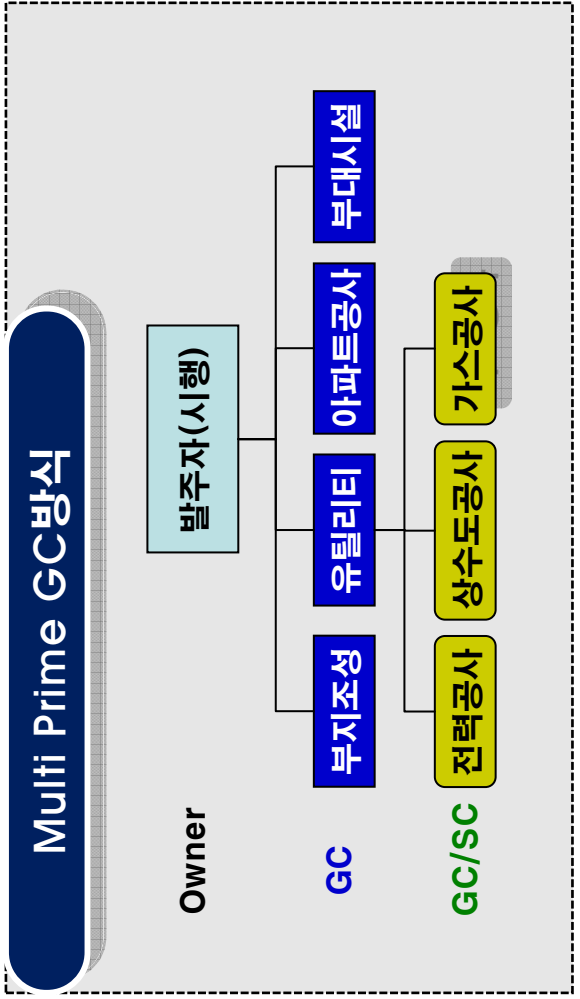 Multi Prime GC방식
Owner
발주자(시행)
GC
부지조성
유틸리티
아파트공사
부대시설
GC/SC
전력공사
상수도공사
가스공사